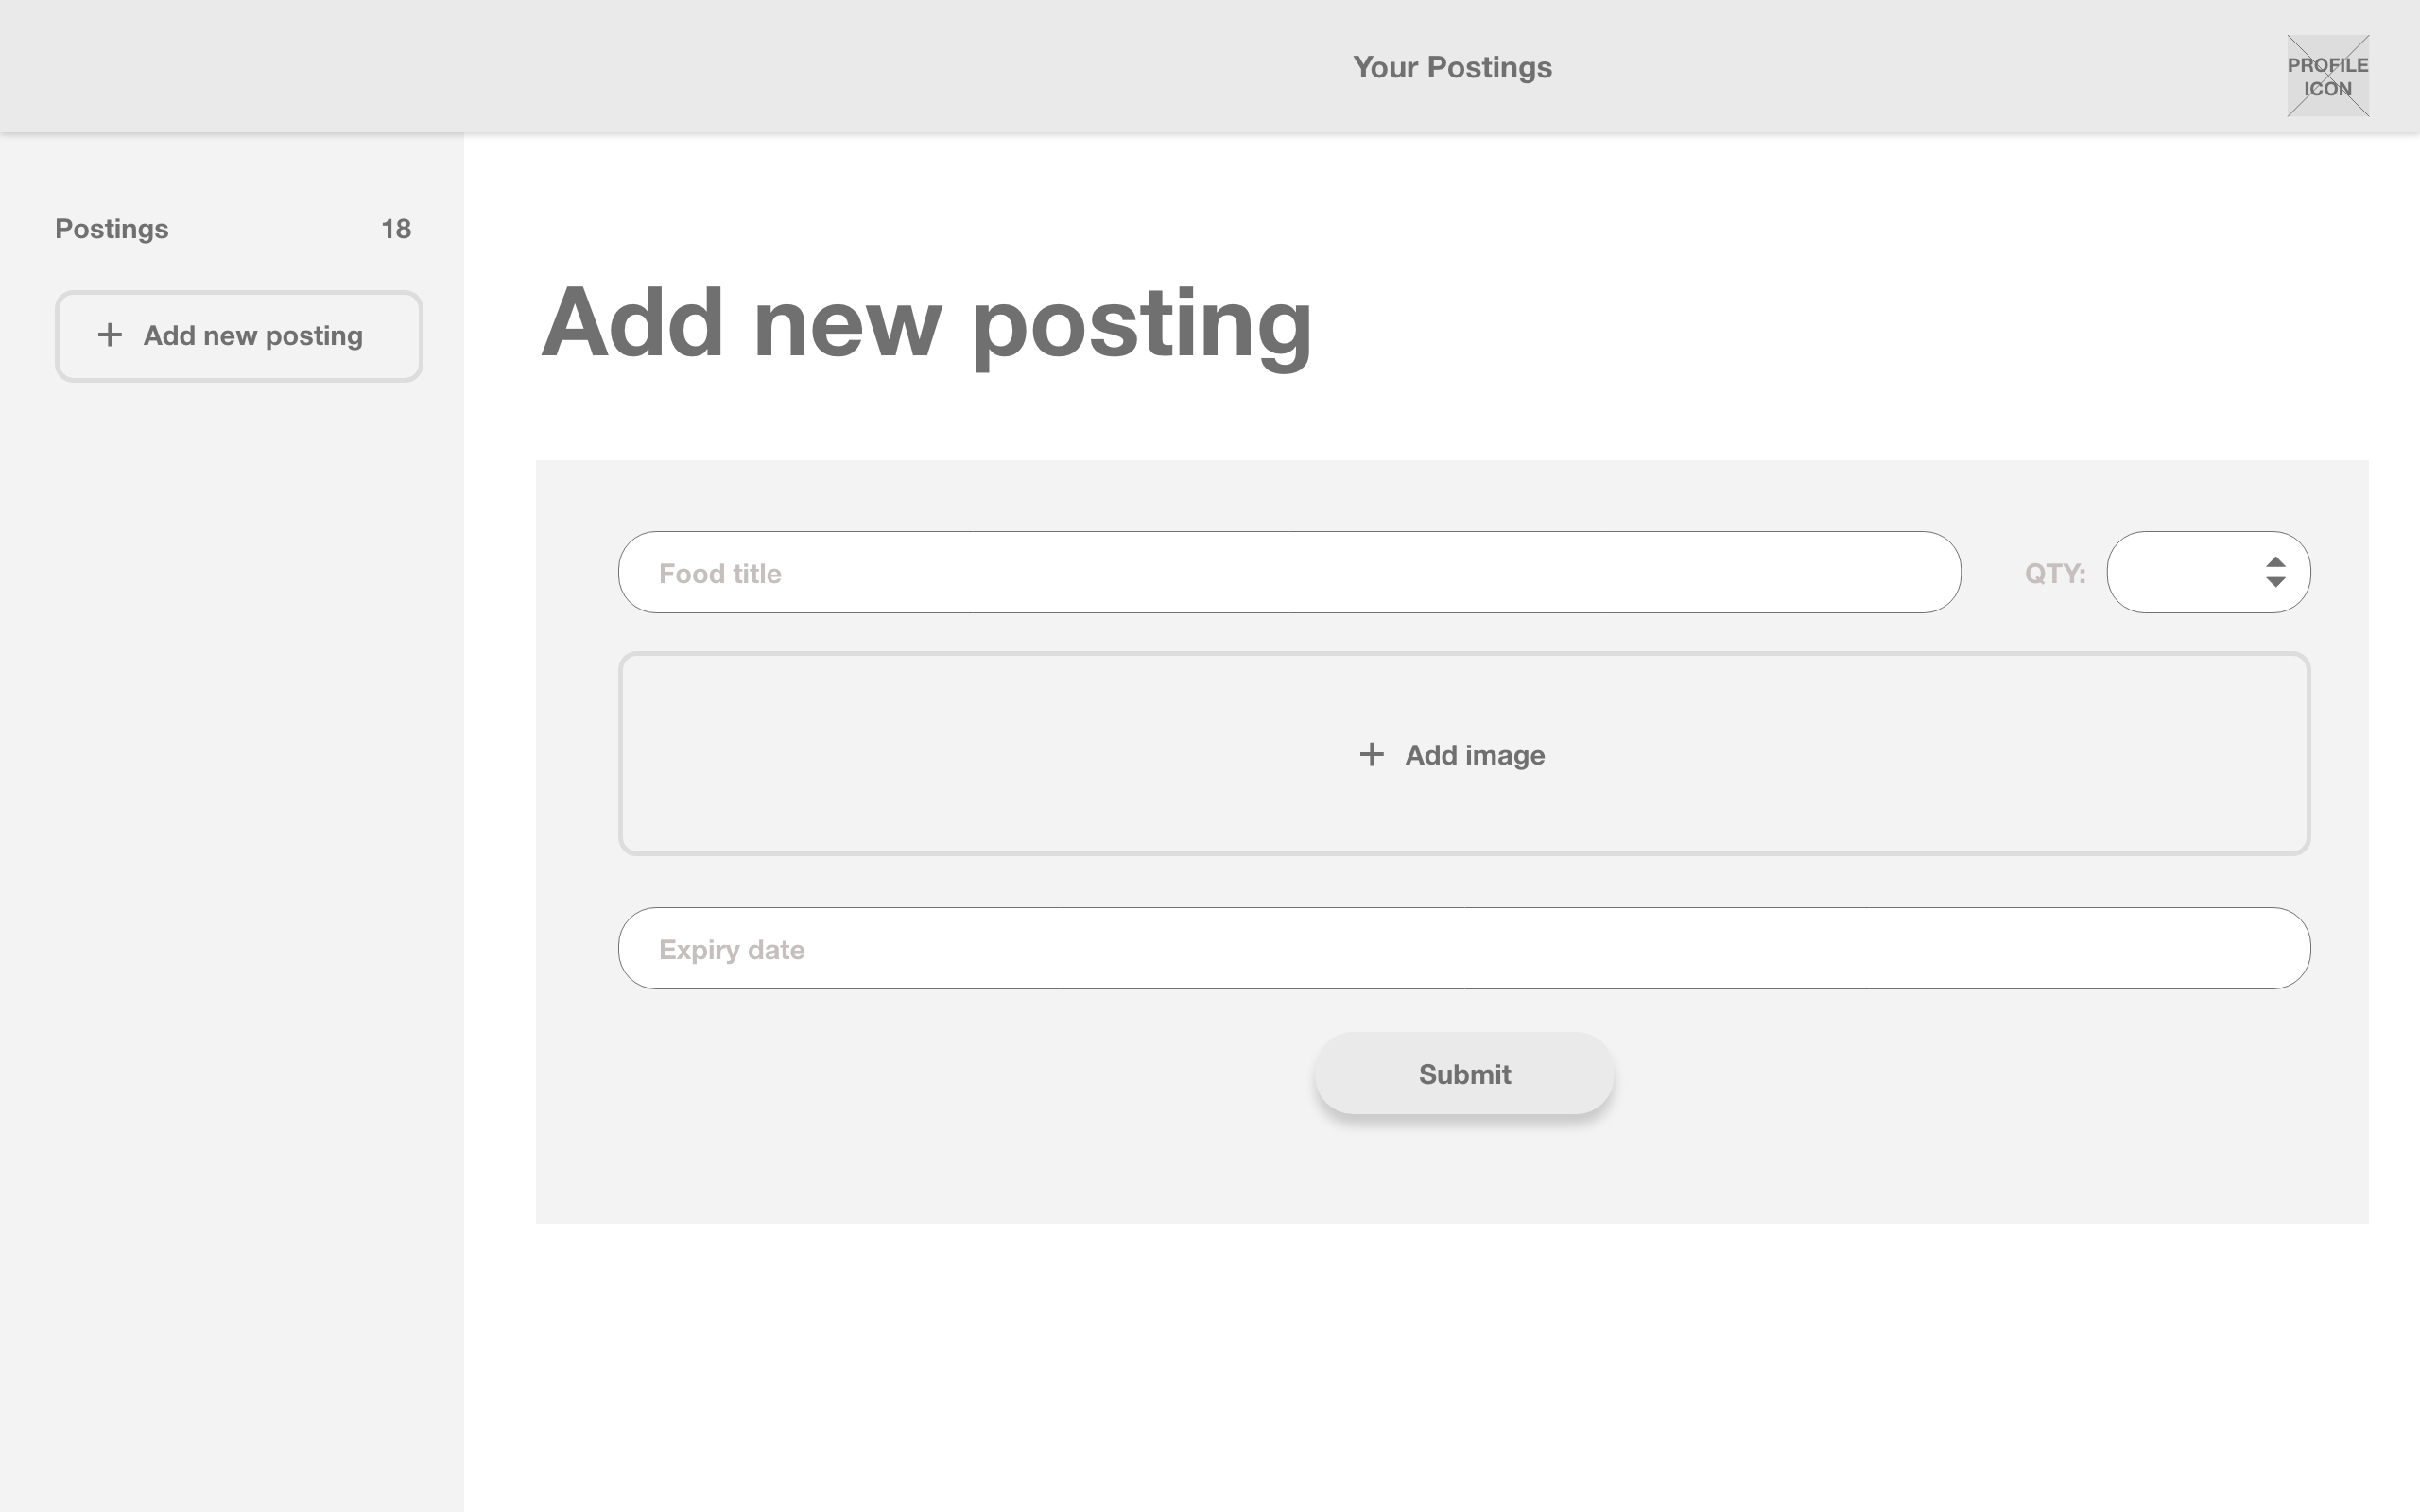 Your Postings
PROFILE
ICON
Postings 18
+ Add new posting
Add new posting
Food title
QTY:
+ Add image
Expiry date
Submit